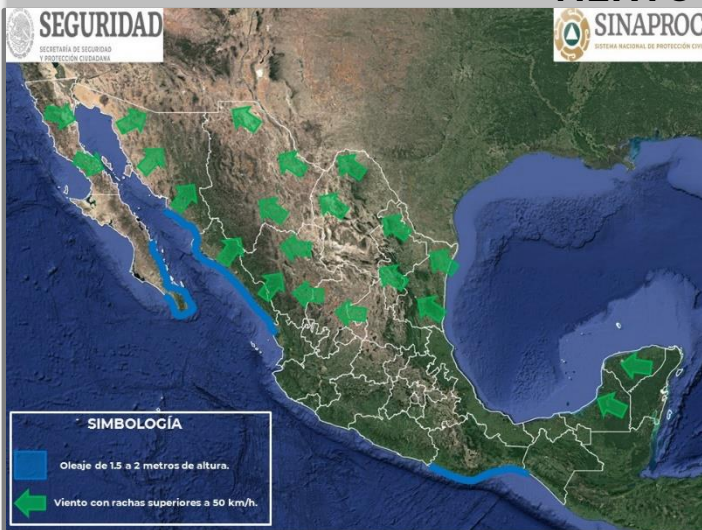 SEGURIDAD
SECRETARÍA DE SEGURIDAD
Y PROTECCIÓN CIUDADANA
SINAPROC
SISTEMA NACIONAL DE PROTECCIÓN CIVI
SIMBOLOGÍA
Oleaje de 1.5 a 2 metros de altura.
Viento con rachas superiores a 50 km/h.